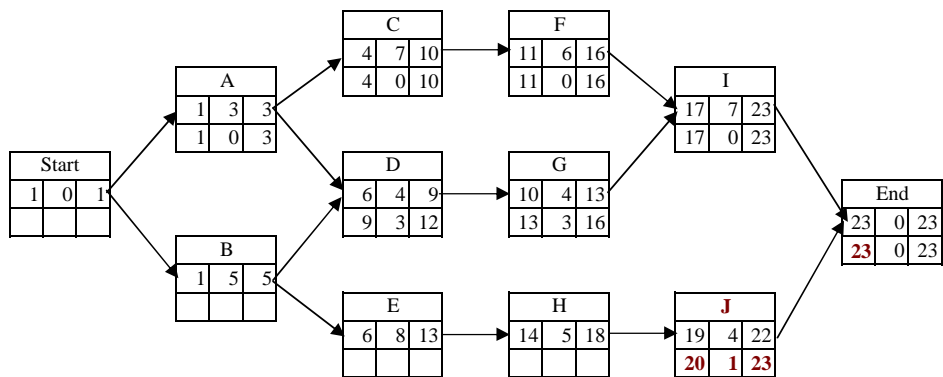 C
4 7 10
4 0 10
F
11 6 16
11 0 16
A
1 3 3
1 0 3
I
17 7 23
17 0 23
Start
1 0 1
D
6 4 9
9 3 12
G
10 4 13
13 3 16
End
23 0 23
23 0 23
B
1 5 5
E
6 8 13
H
14 5 18
J
19 4 22
20 1 23